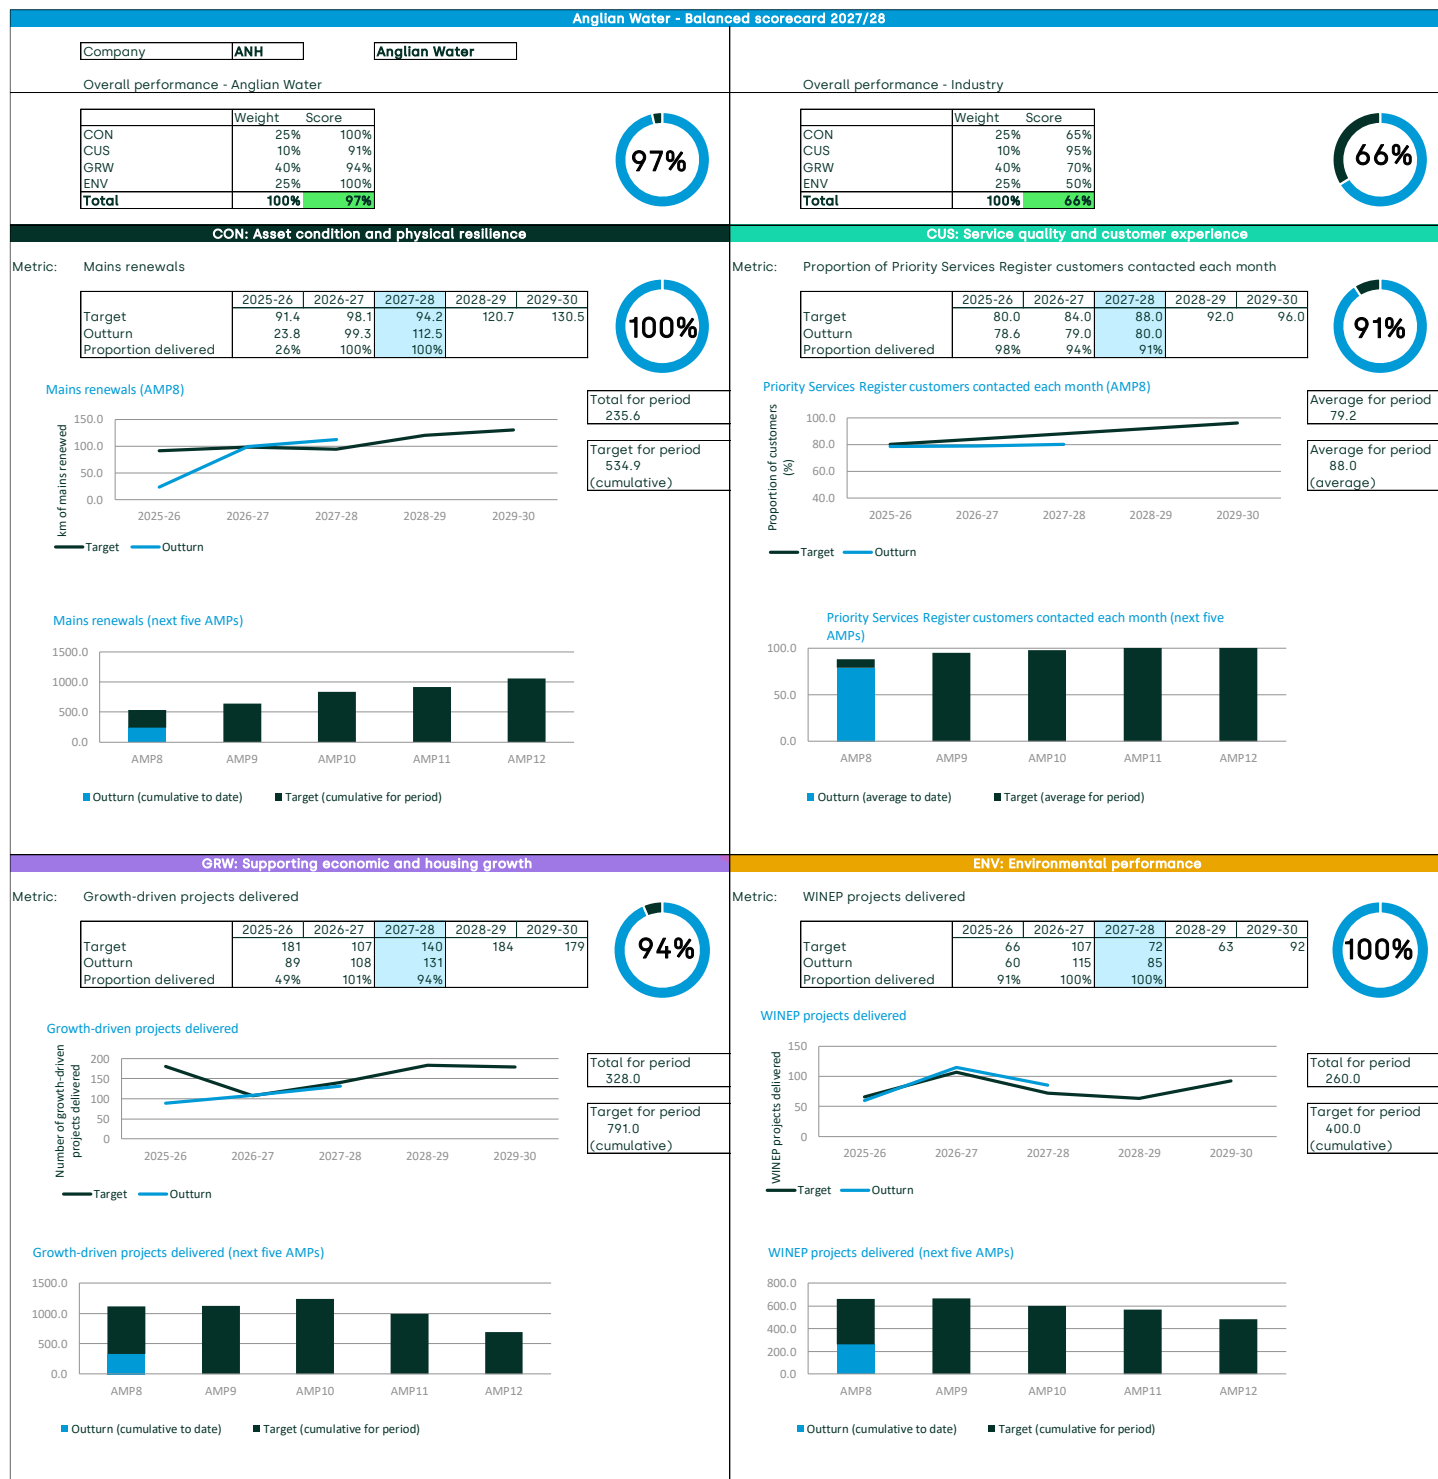 Anglian Water - Balanced scorecard 2027/28
Company ANH Anglian Water
Overall performance - Anglian Water
Weight Score
CON 25% 100%
CUS 10% 91%
GRW 40% 94%
ENV 25% 100%
Total 100% 97%
97%
Overall performance - Industry
Weight Score
CON 25% 65%
CUS 10% 95%
GRW 40% 70%
ENV 25% 50%
Total 100% 66%
66%
CON: Asset condition and physical resilience
Metric: Mains renewals
2025-26 2026-27 2027-28 2028-29 2029-30
Target 91.4 98.1 94.2 120.7 130.5
Outturn 23.8 99.3 112.5
Proportion delivered 26% 100% 100%
100%
Mains renewals (AMP8)
km of mains renewed
150.0
100.0
50.0
0.0
2025-26 2026-27 2027-28 2028-29 2029-30
Target Outturn
Total for period
235.6
Target for period
534.9
(cumulative)
Mains renewals (next five AMPs)
1500.0
1000.0
500.0
0.0
AMP8 AMP9 AMP10 AMP11 AMP12
Outturn (cumulative to date) Target (cumulative for period)
CUS: Service quality and customer experience
Metric: Proportion of Priority Services Register customers contacted each month
2025-26 2026-27 2027-28 2028-29 2029-30
Target 80.0 84.0 88.0 92.0 96.0
Outturn 78.6 79.0 80.0
Proportion delivered 98% 94% 91%
91%
Priority Services Register customers contacted each month (AMP8)
Proportion of customers
(%)
100.0
80.0
60.0
40.0
2025-26 2026-27 2027-28 2028-29 2029-30
Target Outturn
Average for period
79.2
Average for period
88.0
(average)
Priority Services Register customers contacted each month (next five
AMPs)
100.0
50.0
0.0
AMP8 AMP9 AMP10 AMP11 AMP12
Outturn (average to date) Target (average for period)
GRW: Supporting economic and housing growth
Metric: Growth-driven projects delivered
2025-26 2026-27 2027-28 2028-29 2029-30
Target 181 107 140 184 179
Outturn 89 108 131
Proportion delivered 49% 101% 94%
94%
Growth-driven projects delivered
Number of growth-driven
projects delivered
200
150
100
50
0
2025-26 2026-27 2027-28 2028-29 2029-30
Target Outturn
Total for period
328.0
Target for period
791.0
(cumulative)
Growth-driven projects delivered (next five AMPs)
1500.0
1000.0
500.0
0.0
AMP8 AMP9 AMP10 AMP11 AMP12
Outturn (cumulative to date) Target (cumulative for period)
ENV: Environmental performance
Metric: WINEP projects delivered
2025-26 2026-27 2027-28 2028-29 2029-30
Target 66 107 72 63 92
Outturn 60 115 85
Proportion delivered 91% 100% 100%
100%
WINEP projects delivered
WINEP projects delivered
150
100
50
0
2025-26 2026-27 2027-28 2028-29 2029-30
Target Outturn
Total for period
260.0
Target for period
400.0
(cumulative)
WINEP projects delivered (next five AMPs)
800.0
600.0
400.0
200.0
0.0
AMP8 AMP9 AMP10 AMP11 AMP12
Outturn (cumulative to date) Target (cumulative for period)